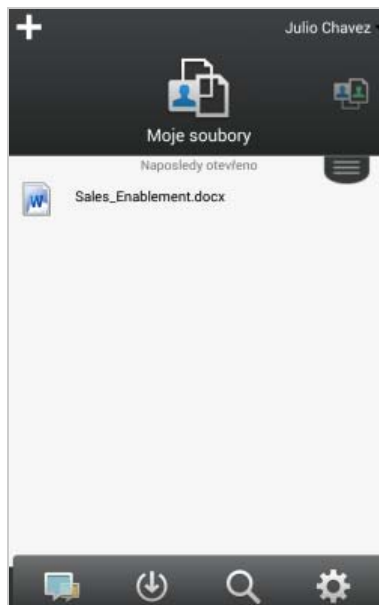 Julio Chavez
Moje soubory
Naposledy otevřeno
W
Sales_Enablement.docx